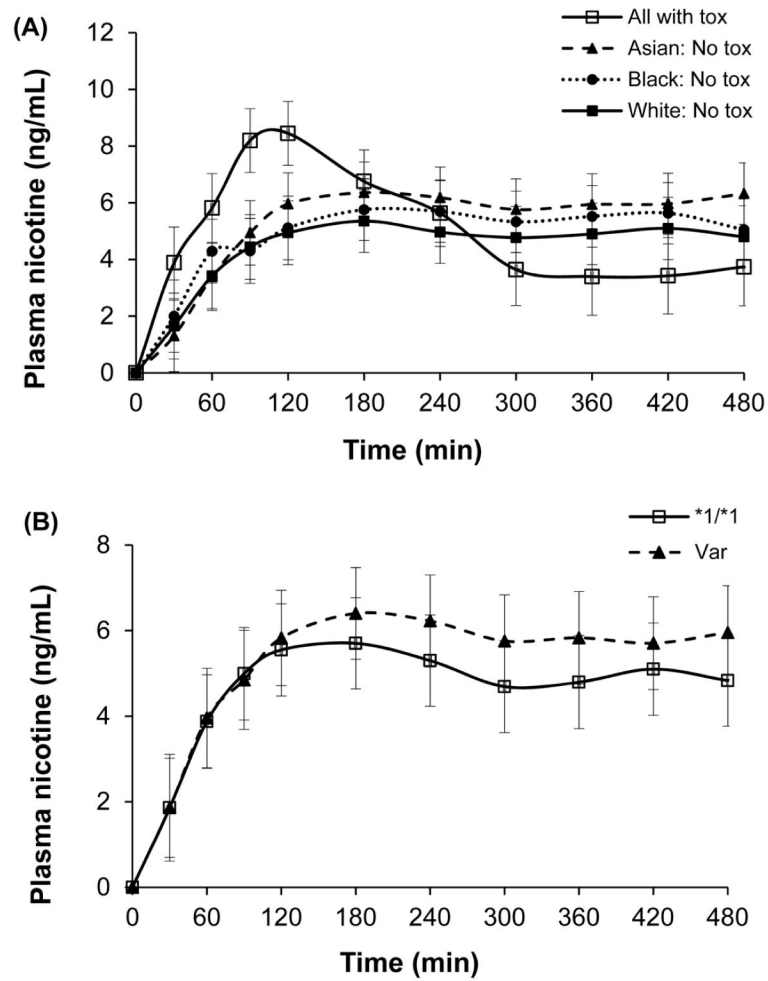 (A)
All with tox
Asian: No tox
Black: No tox
White: No tox
Plasma nicotine (ng/mL)
12
10
8
6
4
2
0
0 60 120 180 240 300 360 420 480
Time (min)
(B)
*1/*1
Var
Plasma nicotine (ng/mL)
8
6
4
2
0
0 60 120 180 240 300 360 420 480
Time (min)